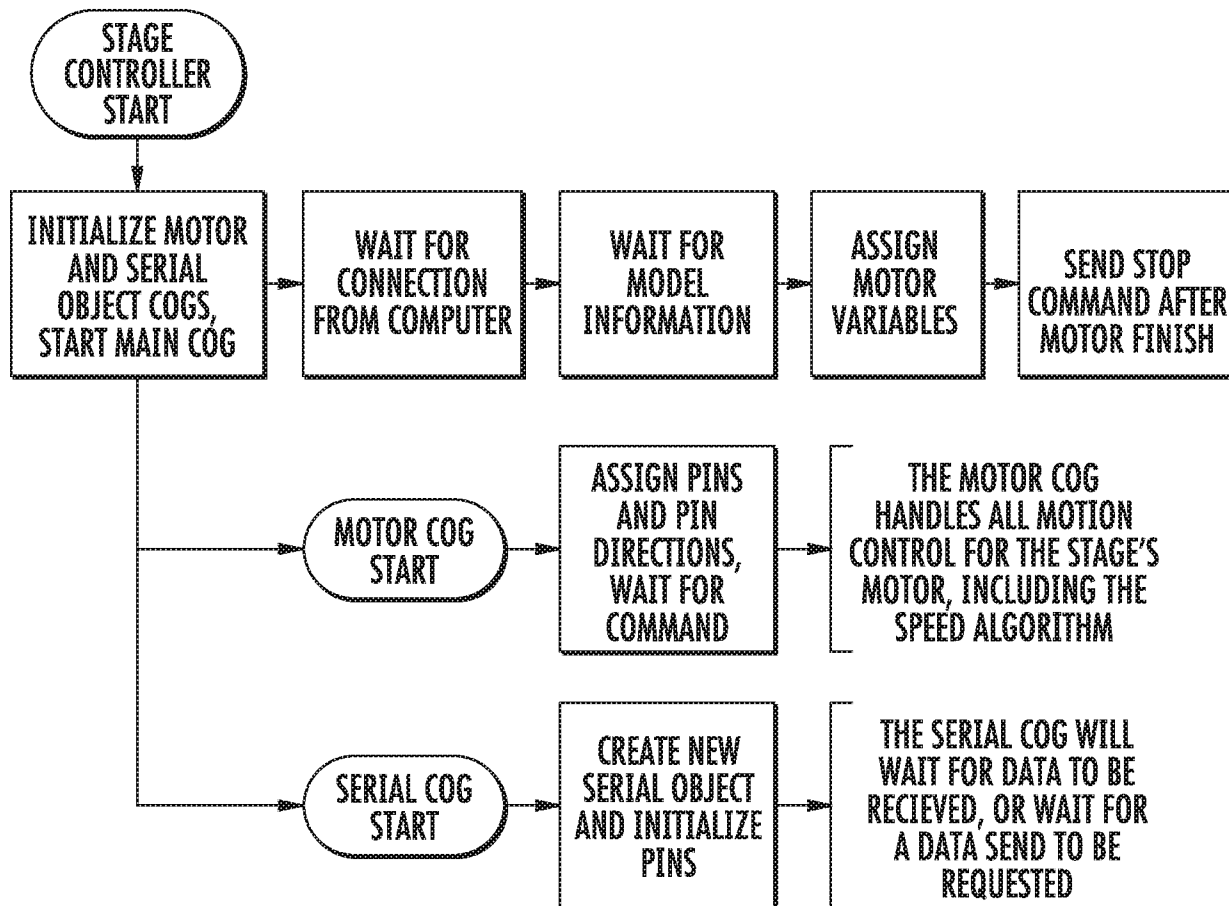 STAGE
CONTROLLER
START
INITIALIZE MOTOR
AND SERIAL
OBJECT COGS,
START MAIN COG
WAIT FOR
CONNECTION
FROM COMPUTER
WAIT FOR
MODEL
INFORMATION
ASSIGN
MOTOR
VARIABLES
SEND STOP
COMMAND AFTER
MOTOR FINISH
MOTOR COG
START
ASSIGN PINS
AND PIN
DIRECTIONS,
WAIT FOR
COMMAND
THE MOTOR COG
HANDLES ALL MOTION
CONTROL FOR THE STAGE'S
MOTOR, INCLUDING THE
SPEED ALGORITHM
SERIAL COG
START
CREATE NEW
SERIAL OBJECT
AND INITIALIZE
PINS
THE SERIAL COG WILL
WAIT FOR DATA TO BE
RECIEVED, OR WAIT FOR
A DATA SEND TO BE
REQUESTED